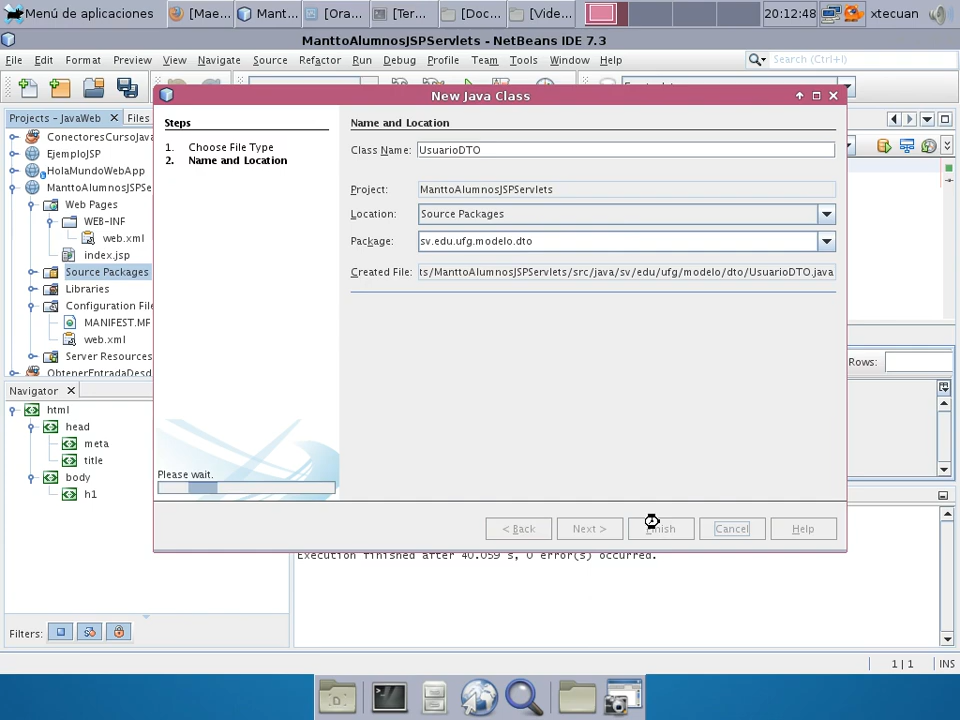 Menú de aplicaciones
[Mae...
Mant...
[Ora...
[Ter...
[Doc...
[Vide...
20:12:48
xtecuan
ManttoAlumnosJSPServlets - NetBeans IDE 7.3
File Edit Format Preview View Navigate Source Refactor Run Debug Profile Team Tools Window Help
Search (Ctrl+I)
New Java Class
Projects – JavaWeb
Files
ConectoresCursoJava
EjemploJSP
HolaMundoWebApp
ManttoAlumnosJSPSe
Web Pages
WEB-INF
web.xml
index.jsp
Source Packages
Libraries
Configuration File
MANIFEST.MF
web.xml
Server Resources
ObtenerEntradaDesd
Steps
1. Choose File Type
2. Name and Location
Please wait.
Name and Location
Class Name: UsuarioDTO
Project: ManttoAlumnosJSPServlets
Location: Source Packages
Package: sv.edu.ufg.modelo.dto
Created File: ts/ManttoAlumnosJSPServlets/src/java/sv/edu/ufg/modelo/dto/UsuarioDTO.java
< Back
Next >
Finish
Cancel
Help
Rows:
Navigator
html
head
meta
title
body
h1
Filters:
Execution finished after 40.059 s, 0 error(s) occurred.
1 | 1
INS